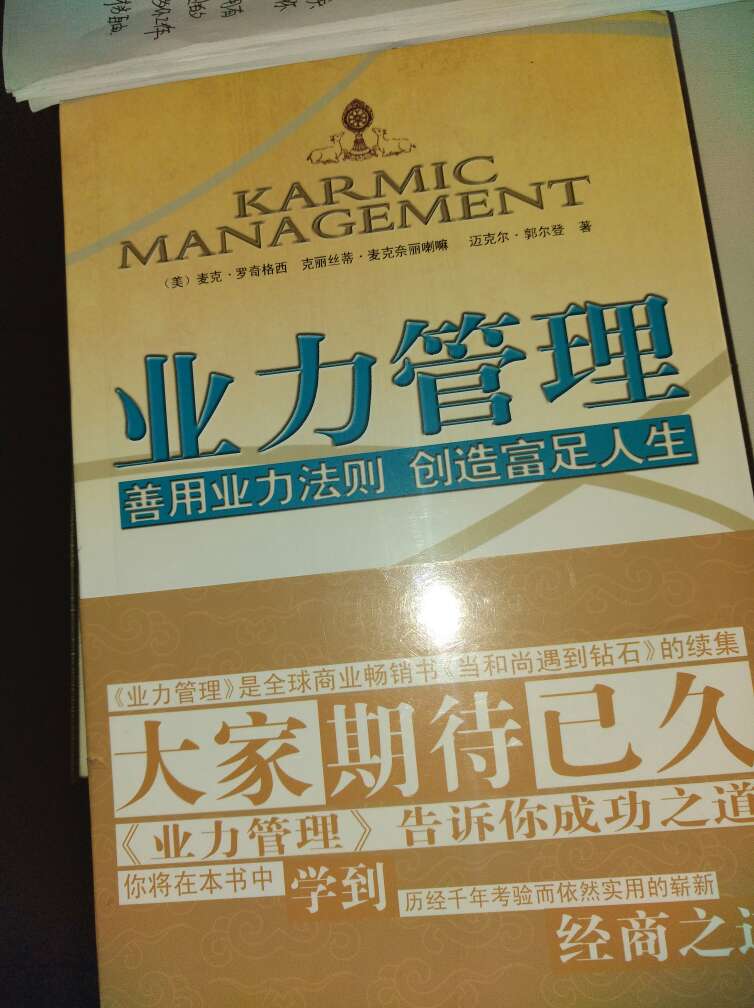 KARMIC
MANAGEMENT
（美）麦克·罗奇格西 克丽丝蒂·麦克奈丽喇嘛 迈克尔·郭尔登 著
业力管理
善用业力法则 创造富足人生
《业力管理》是全球商业畅销书《当和尚遇到钻石》的续集
大家期待已久
《业力管理》告诉你成功之道
你将在本书中
学到
历经千年考验而依然实用的崭新
经商之道